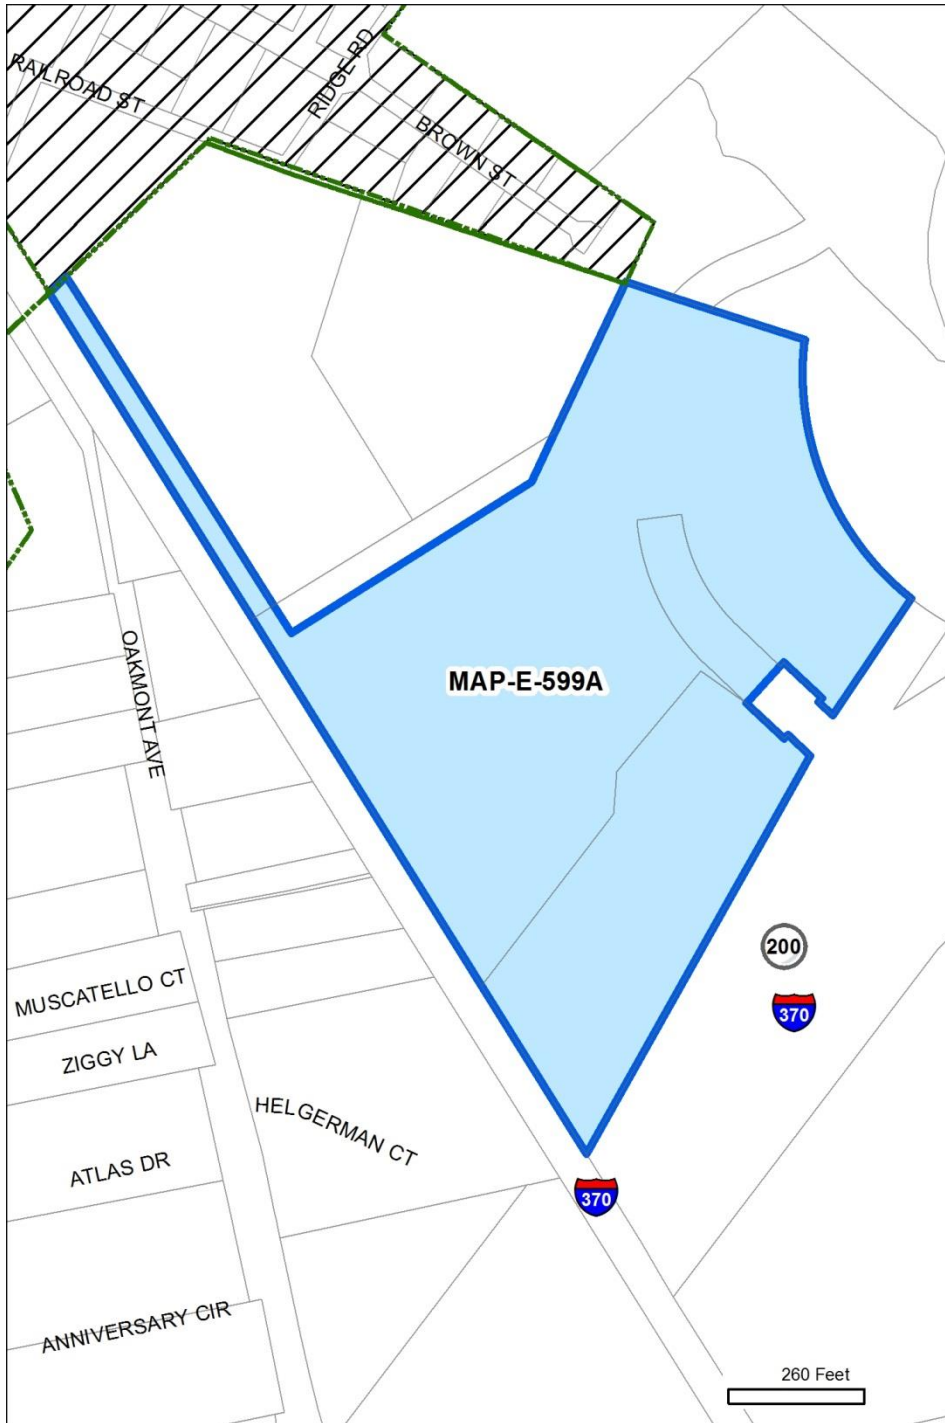 RAILROAD ST
RIDGE RD
BROWN ST
OAKMONT AVE
MAP-E-599A
200
370
MUSCATELLO CT
ZIGGY LA
HELGERMAN CT
ATLAS DR
370
ANNIVERSARY CIR
260 Feet